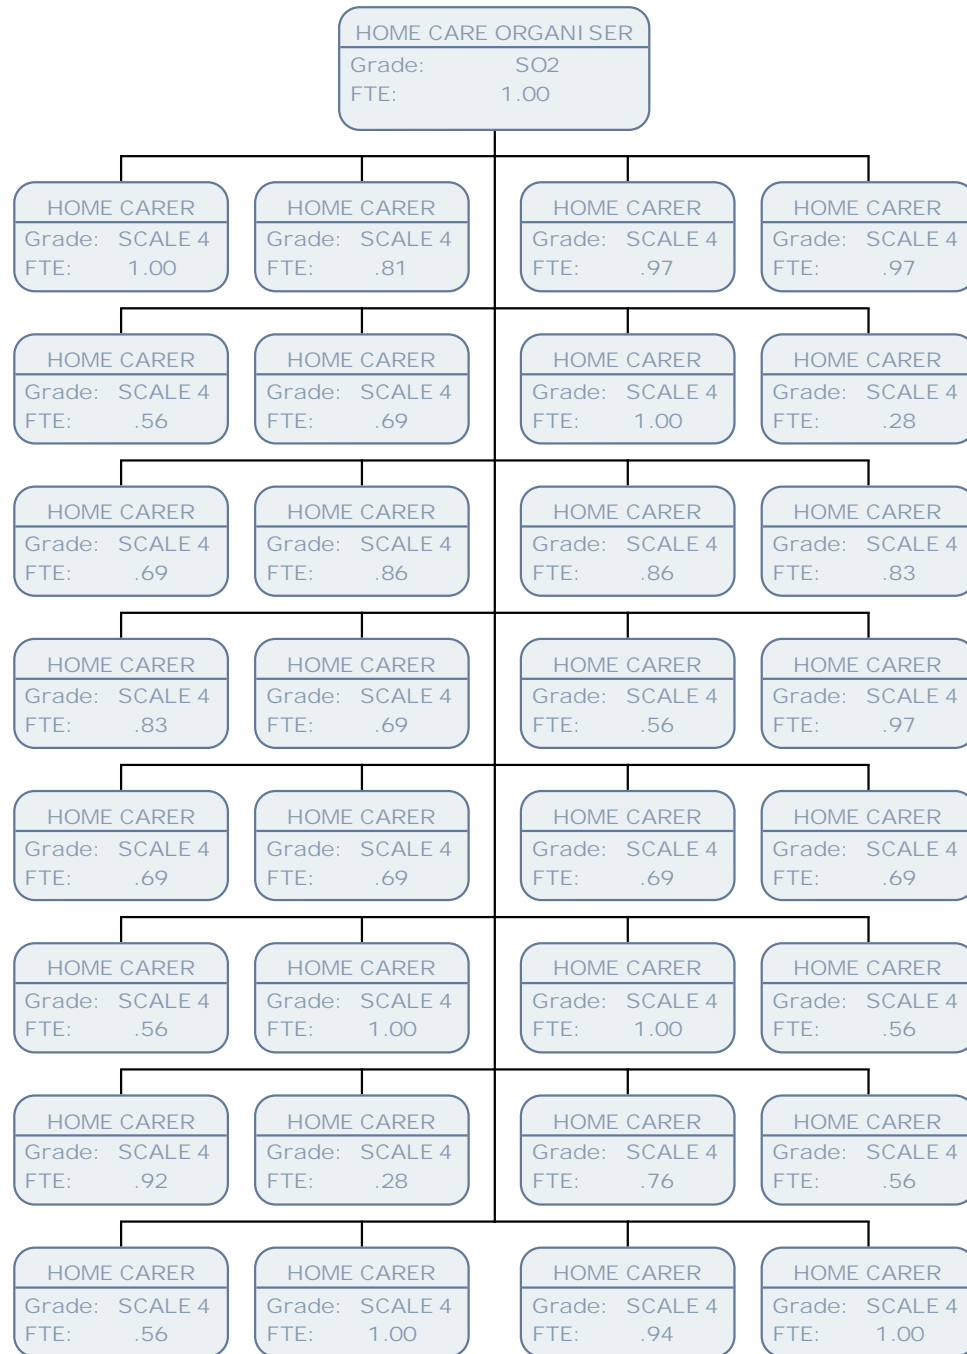 HOME CARE ORGANISER
Grade: SO2
FTE: 1.00
HOME CARER
Grade: SCALE 4
FTE: 1.00
HOME CARER
Grade: SCALE 4
FTE: .81
HOME CARER
Grade: SCALE 4
FTE: .97
HOME CARER
Grade: SCALE 4
FTE: .97
HOME CARER
Grade: SCALE 4
FTE: .56
HOME CARER
Grade: SCALE 4
FTE: .69
HOME CARER
Grade: SCALE 4
FTE: 1.00
HOME CARER
Grade: SCALE 4
FTE: .28
HOME CARER
Grade: SCALE 4
FTE: .69
HOME CARER
Grade: SCALE 4
FTE: .86
HOME CARER
Grade: SCALE 4
FTE: .86
HOME CARER
Grade: SCALE 4
FTE: .83
HOME CARER
Grade: SCALE 4
FTE: .83
HOME CARER
Grade: SCALE 4
FTE: .69
HOME CARER
Grade: SCALE 4
FTE: .56
HOME CARER
Grade: SCALE 4
FTE: .97
HOME CARER
Grade: SCALE 4
FTE: .69
HOME CARER
Grade: SCALE 4
FTE: .69
HOME CARER
Grade: SCALE 4
FTE: .69
HOME CARER
Grade: SCALE 4
FTE: .69
HOME CARER
Grade: SCALE 4
FTE: .56
HOME CARER
Grade: SCALE 4
FTE: 1.00
HOME CARER
Grade: SCALE 4
FTE: 1.00
HOME CARER
Grade: SCALE 4
FTE: .56
HOME CARER
Grade: SCALE 4
FTE: .92
HOME CARER
Grade: SCALE 4
FTE: .28
HOME CARER
Grade: SCALE 4
FTE: .76
HOME CARER
Grade: SCALE 4
FTE: .56
HOME CARER
Grade: SCALE 4
FTE: .56
HOME CARER
Grade: SCALE 4
FTE: 1.00
HOME CARER
Grade: SCALE 4
FTE: .94
HOME CARER
Grade: SCALE 4
FTE: 1.00